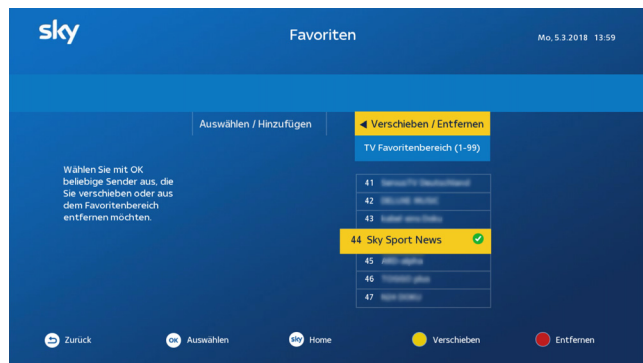 sky
Favoriten
Mo, 5.3.2018 13:59
Auswählen / Hinzufügen
Verschieben / Entfernen
TV Favoritenbereich (1-99)
Wählen Sie mit OK
beliebige Sender aus, die
Sie verschieben oder aus
dem Favoritenbereich
entfernen möchten.
41
42
43
44 Sky Sport News
45
46
47
Zurück
OK Auswählen
sky Home
Verschieben
Entfernen